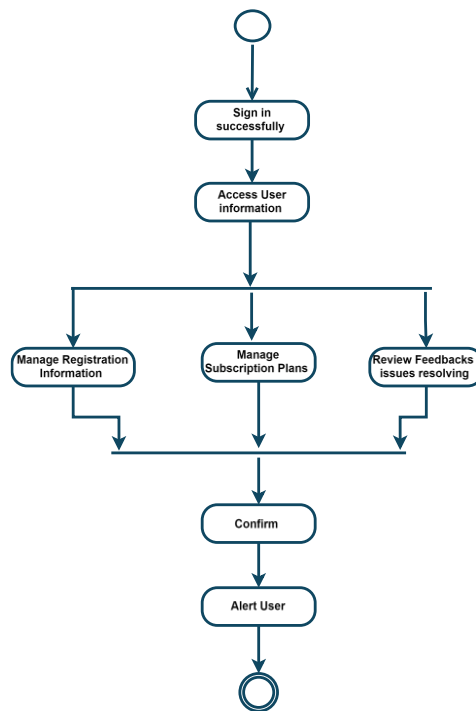 Sign in
successfully
Access User
information
Manage Registration
Information
Manage
Subscription Plans
Review Feedbacks
issues resolving
Confirm
Alert User